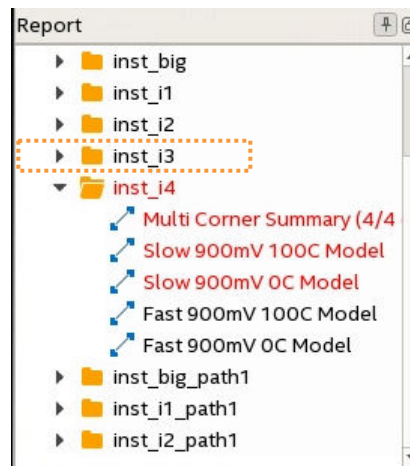 Report
inst_big
inst_i1
inst_i2
inst_i3
inst_i4
Multi Corner Summary (4/4
Slow 900mV 100C Model
Slow 900mV 0C Model
Fast 900mV 100C Model
Fast 900mV 0C Model
inst_big_path1
inst_i1_path1
inst_i2_path1